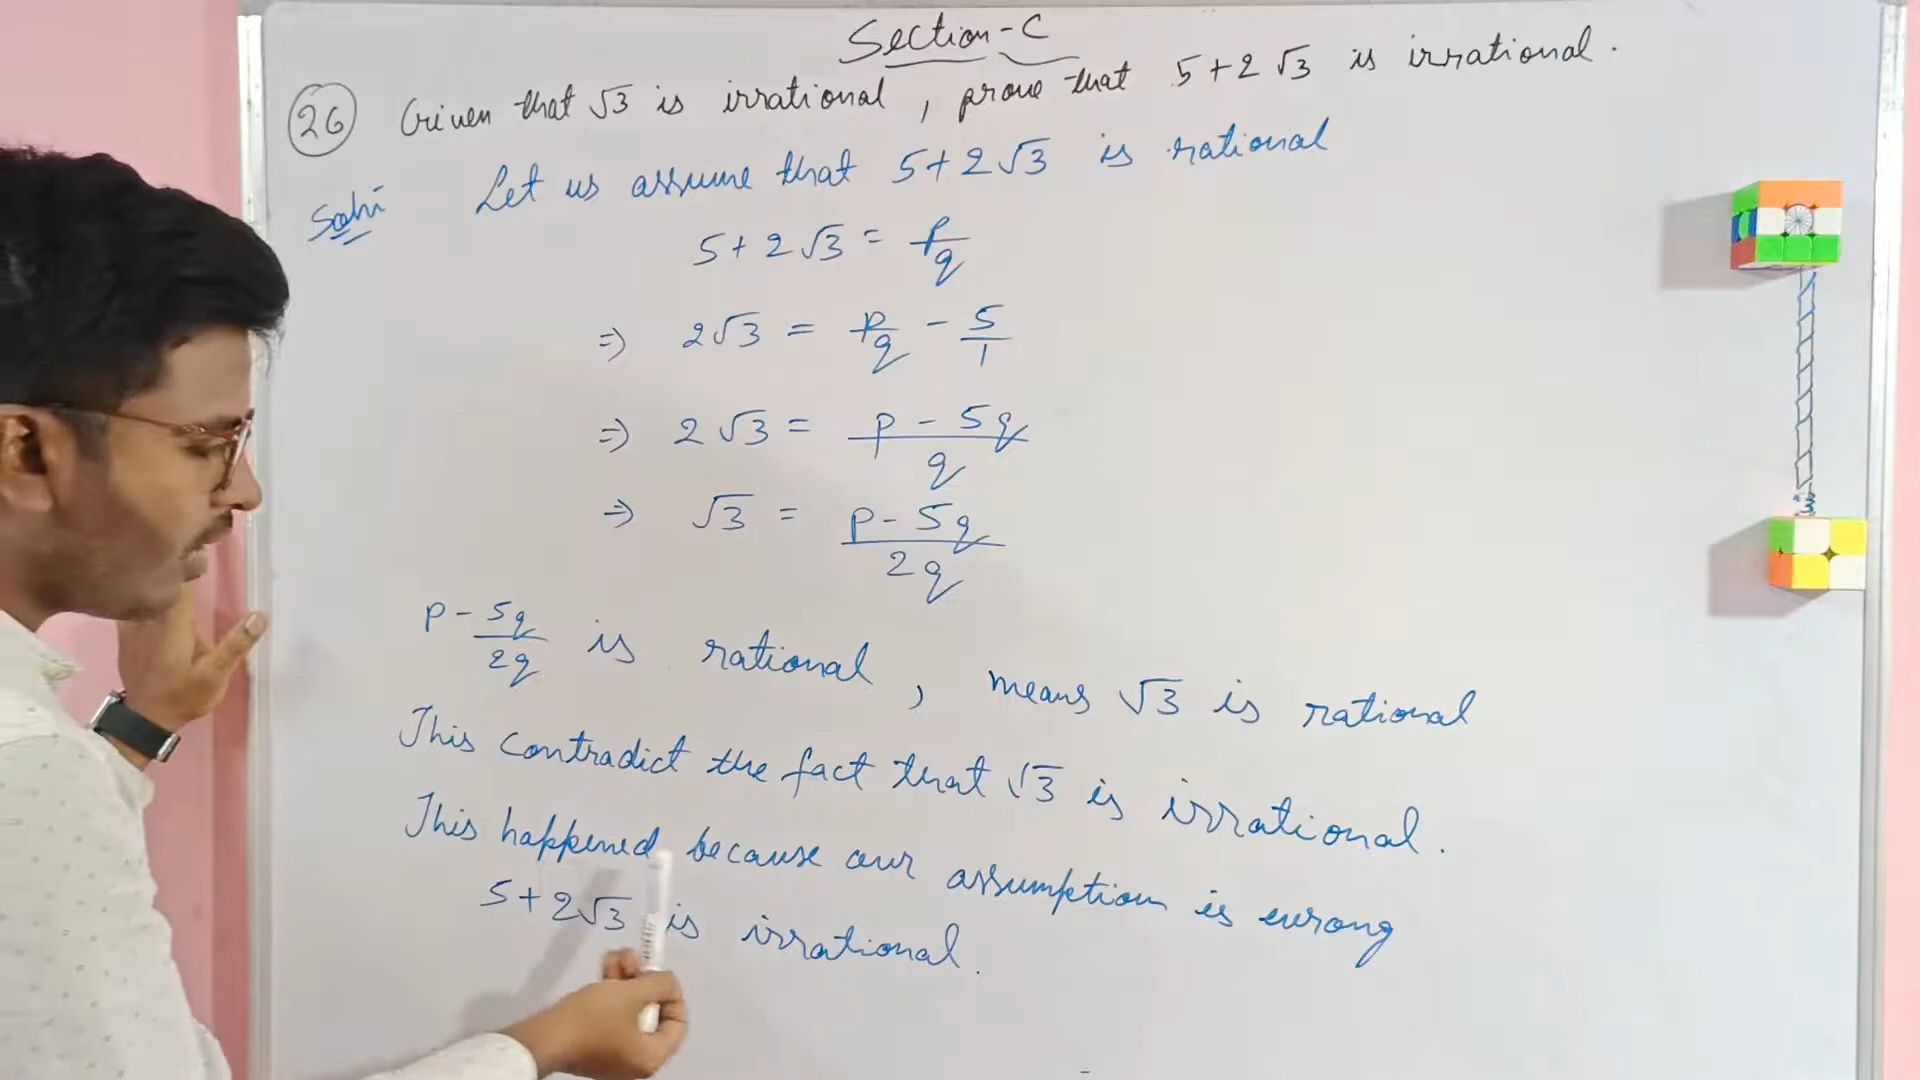 Section-C
26 Given that √3 is irrational, prove that 5+2√3 is irrational.
Soln Let us assume that 5+2√3 is rational
5+2√3 = p/q
⇒ 2√3 = p/q - 5/1
⇒ 2√3 = (p - 5q)/q
⇒ √3 = (p - 5q)/2q
p - 5q/2q is rational, means √3 is rational
This contradict the fact that √3 is irrational.
This happened because our assumption is wrong
5+2√3 is irrational.